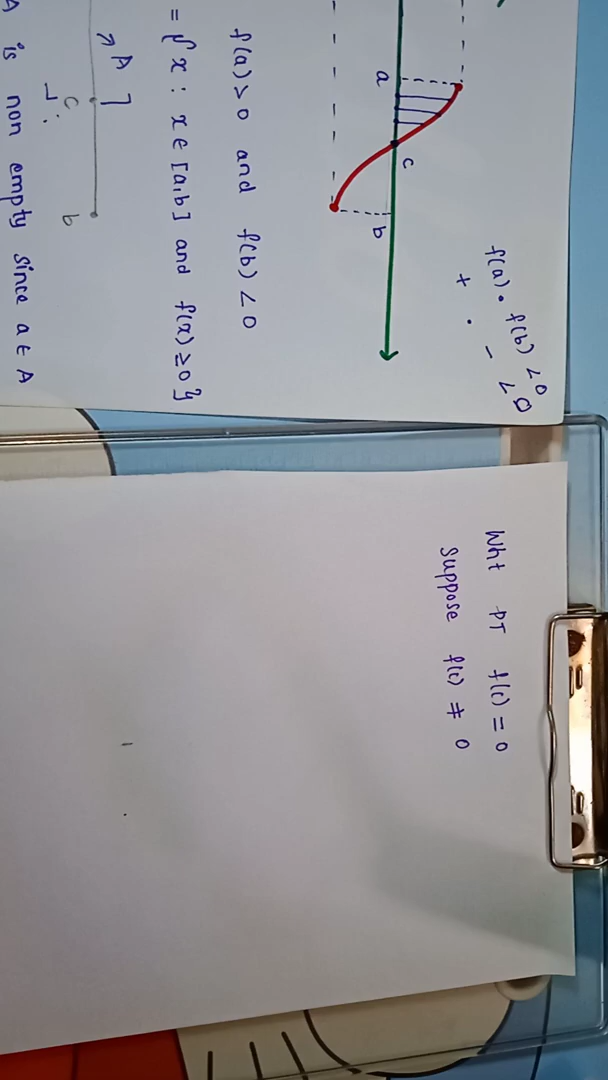 f(a) • f(b) < 0
+ • - < 0
a
c
b
f(a) > 0 and f(b) < 0
= { x : x ∈ [a,b] and f(x) ≥ 0 }
A ]
c
b
A is non empty since a ∈ A
Wht PT f(c) = 0
suppose f(c) ≠ 0